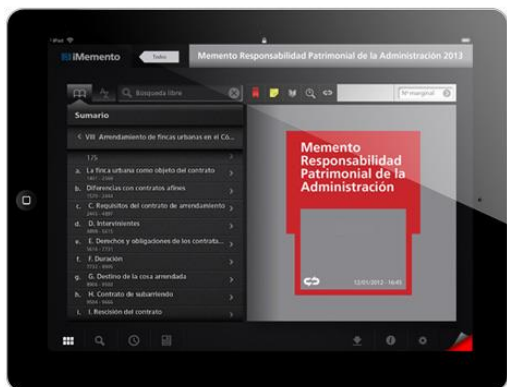 iPad
iMemento
Memento Responsabilidad Patrimonial de la Administración 2013
Búsqueda libre
Nº marginal
Sumario
VIII Arrendamiento de fincas urbanas en el Có...
175
a. La finca urbana como objeto del contrato
b. Diferencias con contratos afines
c. C. Requisitos del contrato de arrendamiento
d. D. Intervinientes
e. E. Derechos y obligaciones de los contrata...
f. F. Duración
g. G. Destino de la cosa arrendada
h. H. Contrato de subarriendo
i. I. Rescisión del contrato
Memento
Responsabilidad
Patrimonial de la
Administración
12/01/2012 - 16:45